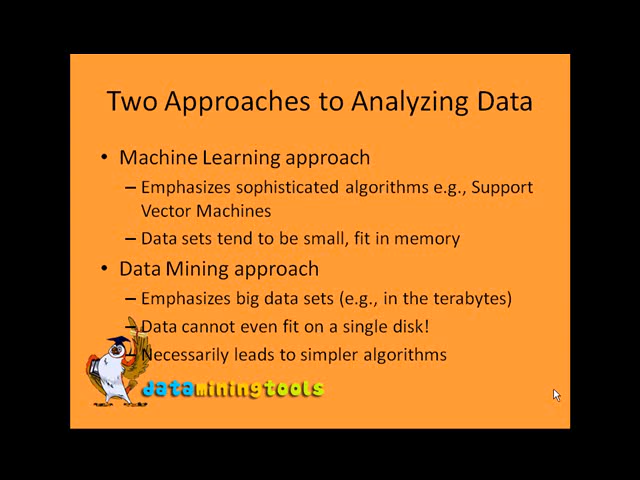 Two Approaches to Analyzing Data
• Machine Learning approach
– Emphasizes sophisticated algorithms e.g., Support
Vector Machines
– Data sets tend to be small, fit in memory
• Data Mining approach
– Emphasizes big data sets (e.g., in the terabytes)
– Data cannot even fit on a single disk!
– Necessarily leads to simpler algorithms
dataminingtools